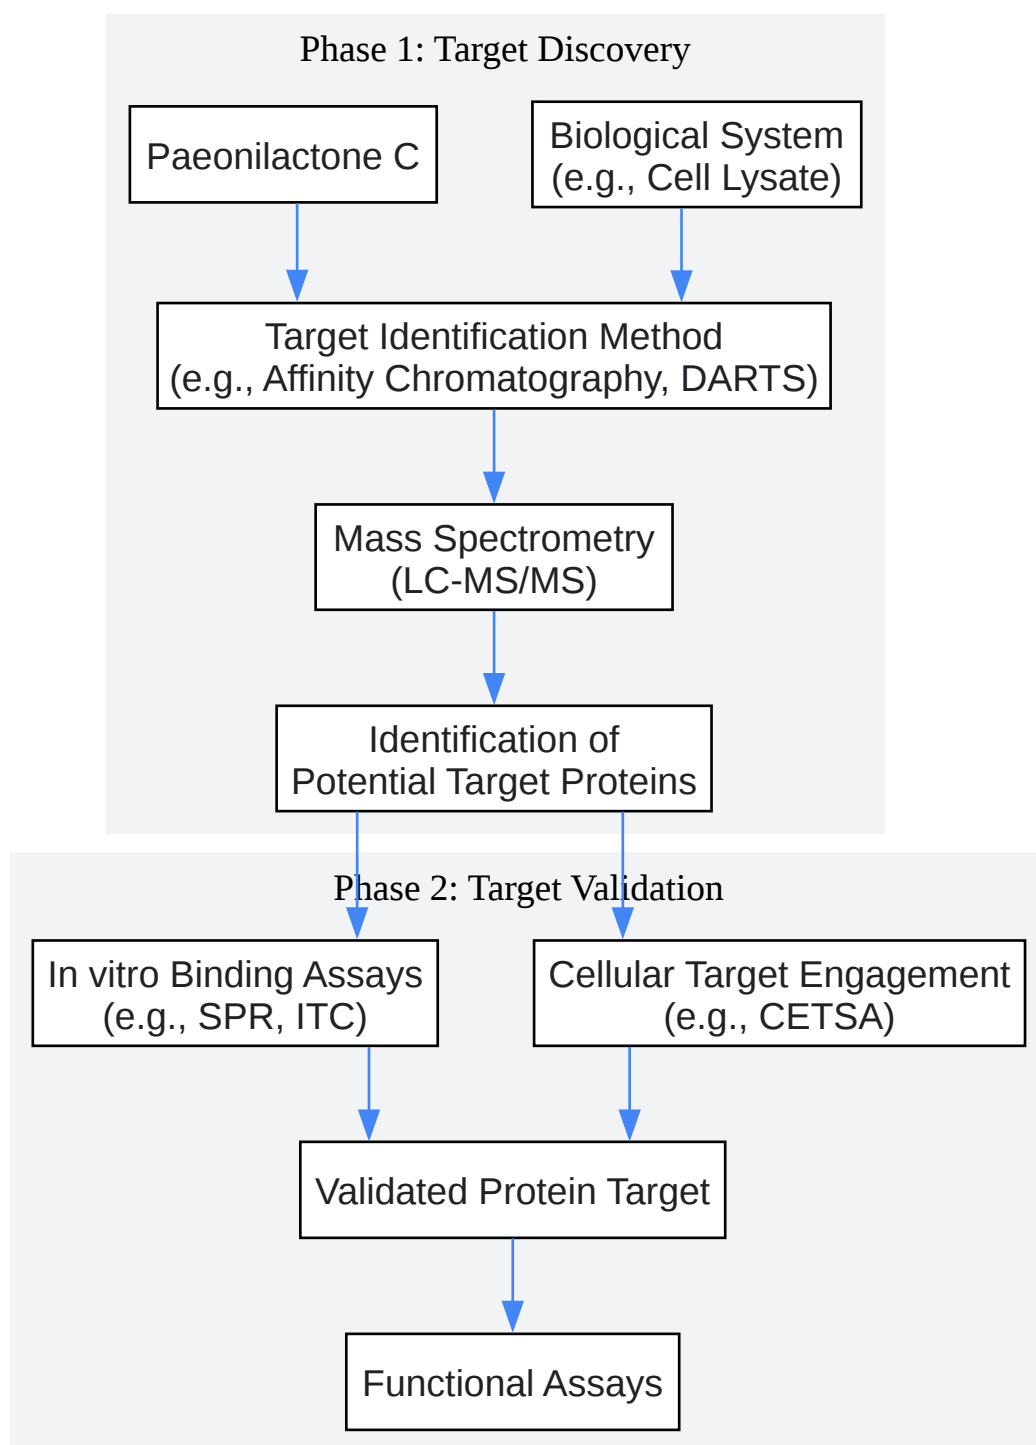 Phase 1: Target Discovery
Paeonilactone C
Biological System
(e.g., Cell Lysate)
Target Identification Method
(e.g., Affinity Chromatography, DARTS)
Mass Spectrometry
(LC-MS/MS)
Identification of
Potential Target Proteins
Phase 2: Target Validation
In vitro Binding Assays
(e.g., SPR, ITC)
Cellular Target Engagement
(e.g., CETSA)
Validated Protein Target
Functional Assays